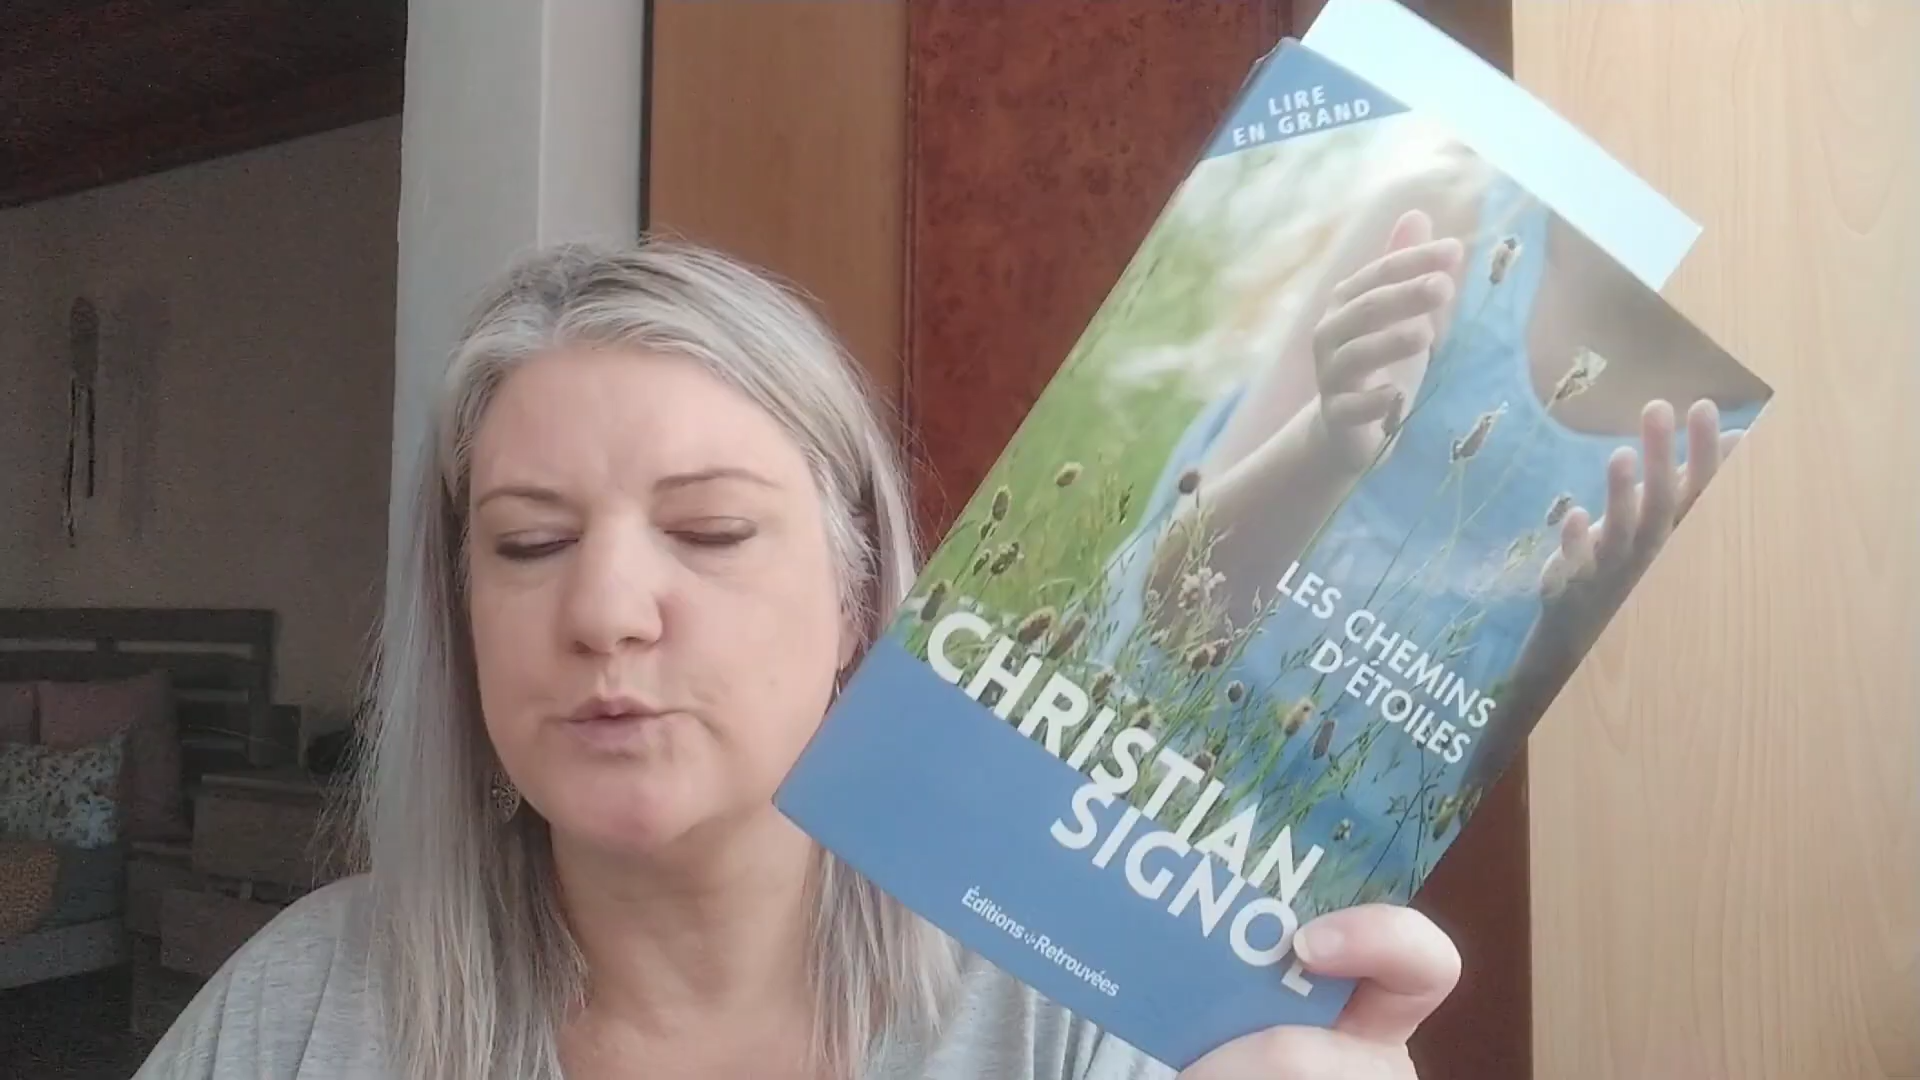 LIRE
EN GRAND
LES CHEMINS
D'ÉTOILES
CHRISTIAN
SIGNOL
Éditions Retrouvées